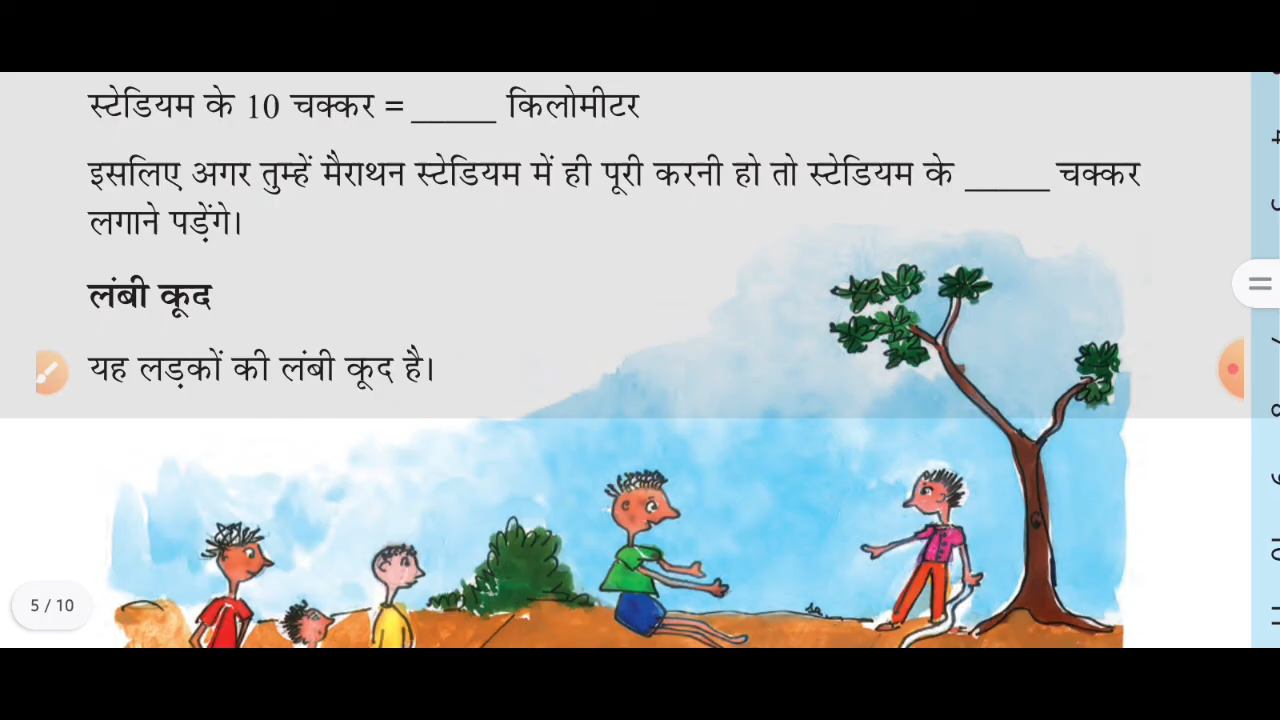 स्टेडियम के 10 चक्कर = _____ किलोमीटर
इसलिए अगर तुम्हें मैराथन स्टेडियम में ही पूरी करनी हो तो स्टेडियम के _____ चक्कर
लगाने पड़ेंगे।
लंबी कूद
यह लड़कों की लंबी कूद है।
5 / 10